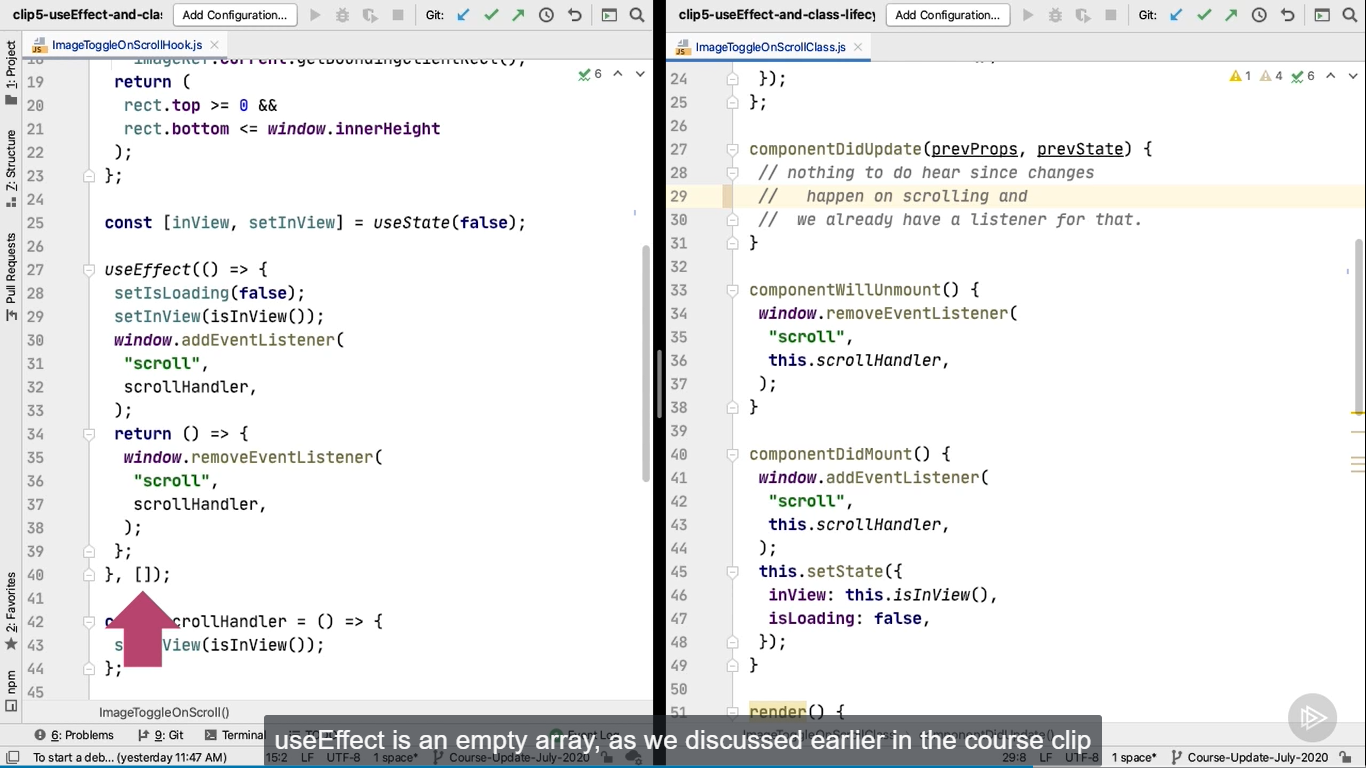 clip5-useEffect-and-clas
Add Configuration...
Git:
1: Project
Z: Structure
Pull Requests
2: Favorites
npm
ImageToggleOnScrollHook.js
6
18 imageRef.current.getBoundingClientRect();
19 return (
20 rect.top >= 0 &&
21 rect.bottom <= window.innerHeight
22 );
23 };
24
25 const [inView, setInView] = useState(false);
26
27 useEffect(() => {
28 setIsLoading(false);
29 setInView(isInView());
30 window.addEventListener(
31 "scroll",
32 scrollHandler,
33 );
34 return () => {
35 window.removeEventListener(
36 "scroll",
37 scrollHandler,
38 );
39 };
40 }, []);
41
42 c crollHandler = () => {
43 s View(isInView());
44 };
45
ImageToggleOnScroll()
6: Problems
9: Git
Terminal
To start a deb... (yesterday 11:47 AM)
15:2 LF UTF-8 1 space* Course-Update-July-2020
clip5-useEffect-and-class-lifecy
Add Configuration...
Git:
ImageToggleOnScrollClass.js
1 4 6
24 });
25 };
26
27 componentDidUpdate(prevProps, prevState) {
28 // nothing to do hear since changes
29 // happen on scrolling and
30 // we already have a listener for that.
31 }
32
33 componentWillUnmount() {
34 window.removeEventListener(
35 "scroll",
36 this.scrollHandler,
37 );
38 }
39
40 componentDidMount() {
41 window.addEventListener(
42 "scroll",
43 this.scrollHandler,
44 );
45 this.setState({
46 inView: this.isInView(),
47 isLoading: false,
48 });
49 }
50
51 render() {
29:8 LF UTF-8 1 space* Course-Update-July-2020
useEffect is an empty array, as we discussed earlier in the course clip